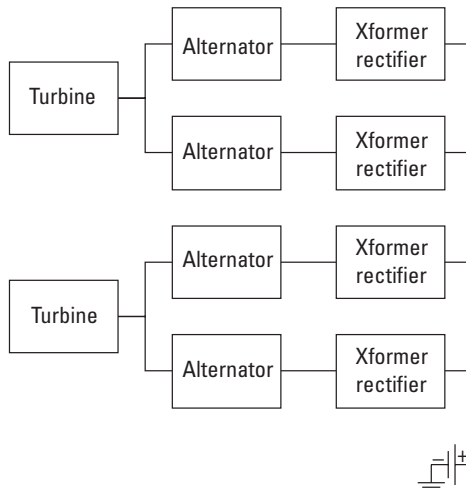 Alternator
Xformer
rectifier
Turbine
Alternator
Xformer
rectifier
Alternator
Xformer
rectifier
Turbine
Alternator
Xformer
rectifier
− +